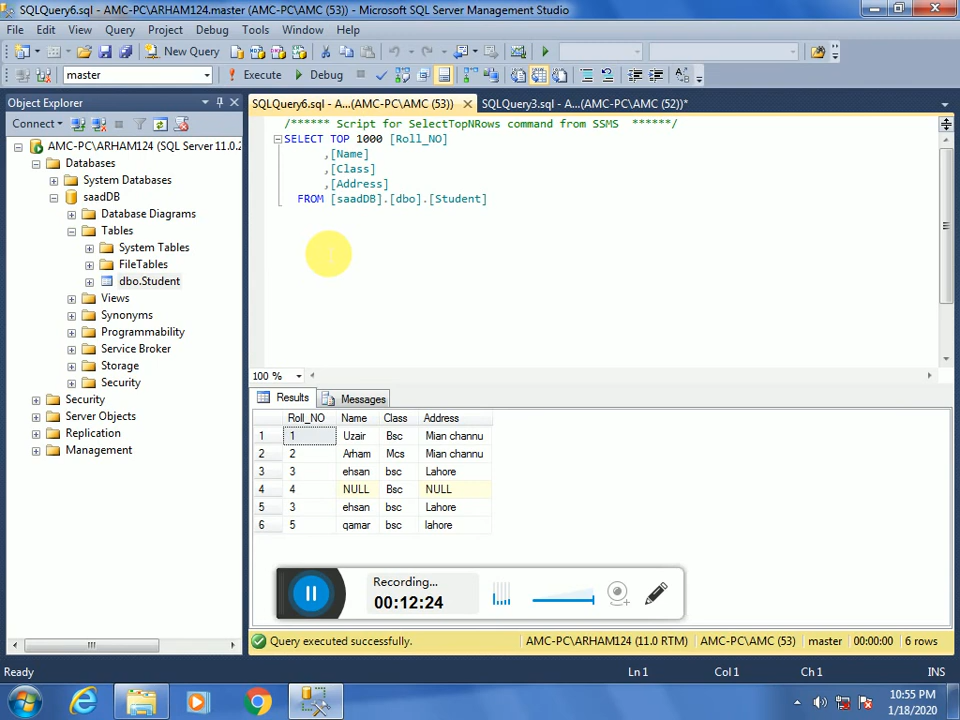 SQLQuery6.sql - AMC-PC\ARHAM124.master (AMC-PC\AMC (53)) - Microsoft SQL Server Management Studio
File Edit View Query Project Debug Tools Window Help
New Query
master Execute Debug
Object Explorer
Connect
AMC-PC\ARHAM124 (SQL Server 11.0.2
Databases
System Databases
saadDB
Database Diagrams
Tables
System Tables
FileTables
dbo.Student
Views
Synonyms
Programmability
Service Broker
Storage
Security
Security
Server Objects
Replication
Management
SQLQuery6.sql - A...(AMC-PC\AMC (53)) SQLQuery3.sql - A...(AMC-PC\AMC (52))*
/****** Script for SelectTopNRows command from SSMS ******/
SELECT TOP 1000 [Roll_NO]
,[Name]
,[Class]
,[Address]
FROM [saadDB].[dbo].[Student]
100 %
Results Messages
Roll_NO Name Class Address
1 1 Uzair Bsc Mian channu
2 2 Arham Mcs Mian channu
3 3 ehsan bsc Lahore
4 4 NULL Bsc NULL
5 3 ehsan bsc Lahore
6 5 qamar bsc lahore
Recording...
00:12:24
Query executed successfully. AMC-PC\ARHAM124 (11.0 RTM) AMC-PC\AMC (53) master 00:00:00 6 rows
Ready Ln 1 Col 1 Ch 1 INS
10:55 PM
1/18/2020